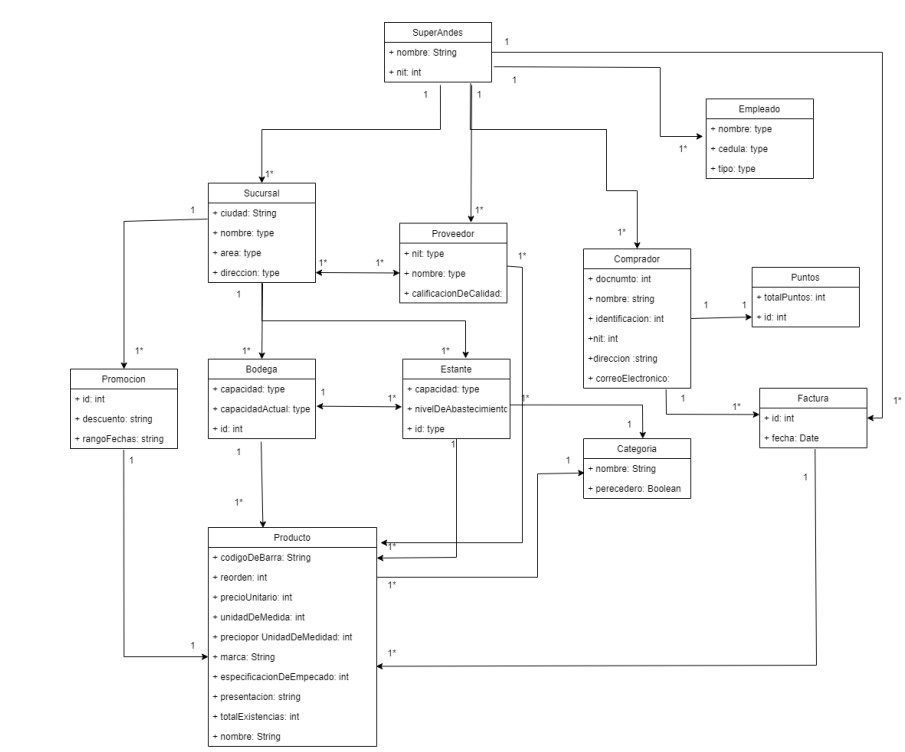 SuperAndes
+ nombre: String
+ nit: int
1
1
1
1
1
Empleado
+ nombre: type
+ cedula: type
+ tipo: type
1*
1*
Sucursal
+ ciudad: String
+ nombre: type
+ area: type
+ direccion: type
1
1
1*
Proveedor
+ nit: type
+ nombre: type
+ calificacionDeCalidad:
1*
1*
1*
1*
Comprador
+ docnumto: int
+ nombre: string
+ identificacion: int
+nit: int
+direccion :string
+ correoElectronico:
1
1
1
Puntos
+ totalPuntos: int
+ id: int
1*
Promocion
+ id: int
+ descuento: string
+ rangoFechas: string
1
1*
Bodega
+ capacidad: type
+ capacidadActual: type
+ id: int
1
1
1*
1*
Estante
+ capacidad: type
+ nivelDeAbastecimiento
+ id: type
1
1*
1
Categoria
+ nombre: String
+ perecedero: Boolean
1
1*
1*
Factura
+ id: int
+ fecha: Date
1
1*
Producto
+ codigoDeBarra: String
+ reorden: int
+ precioUnitario: int
+ unidadDeMedida: int
+ preciopor UnidadDeMedidad: int
+ marca: String
+ especificacionDeEmpecado: int
+ presentacion: string
+ totalExistencias: int
+ nombre: String
1*
1*
1
1*